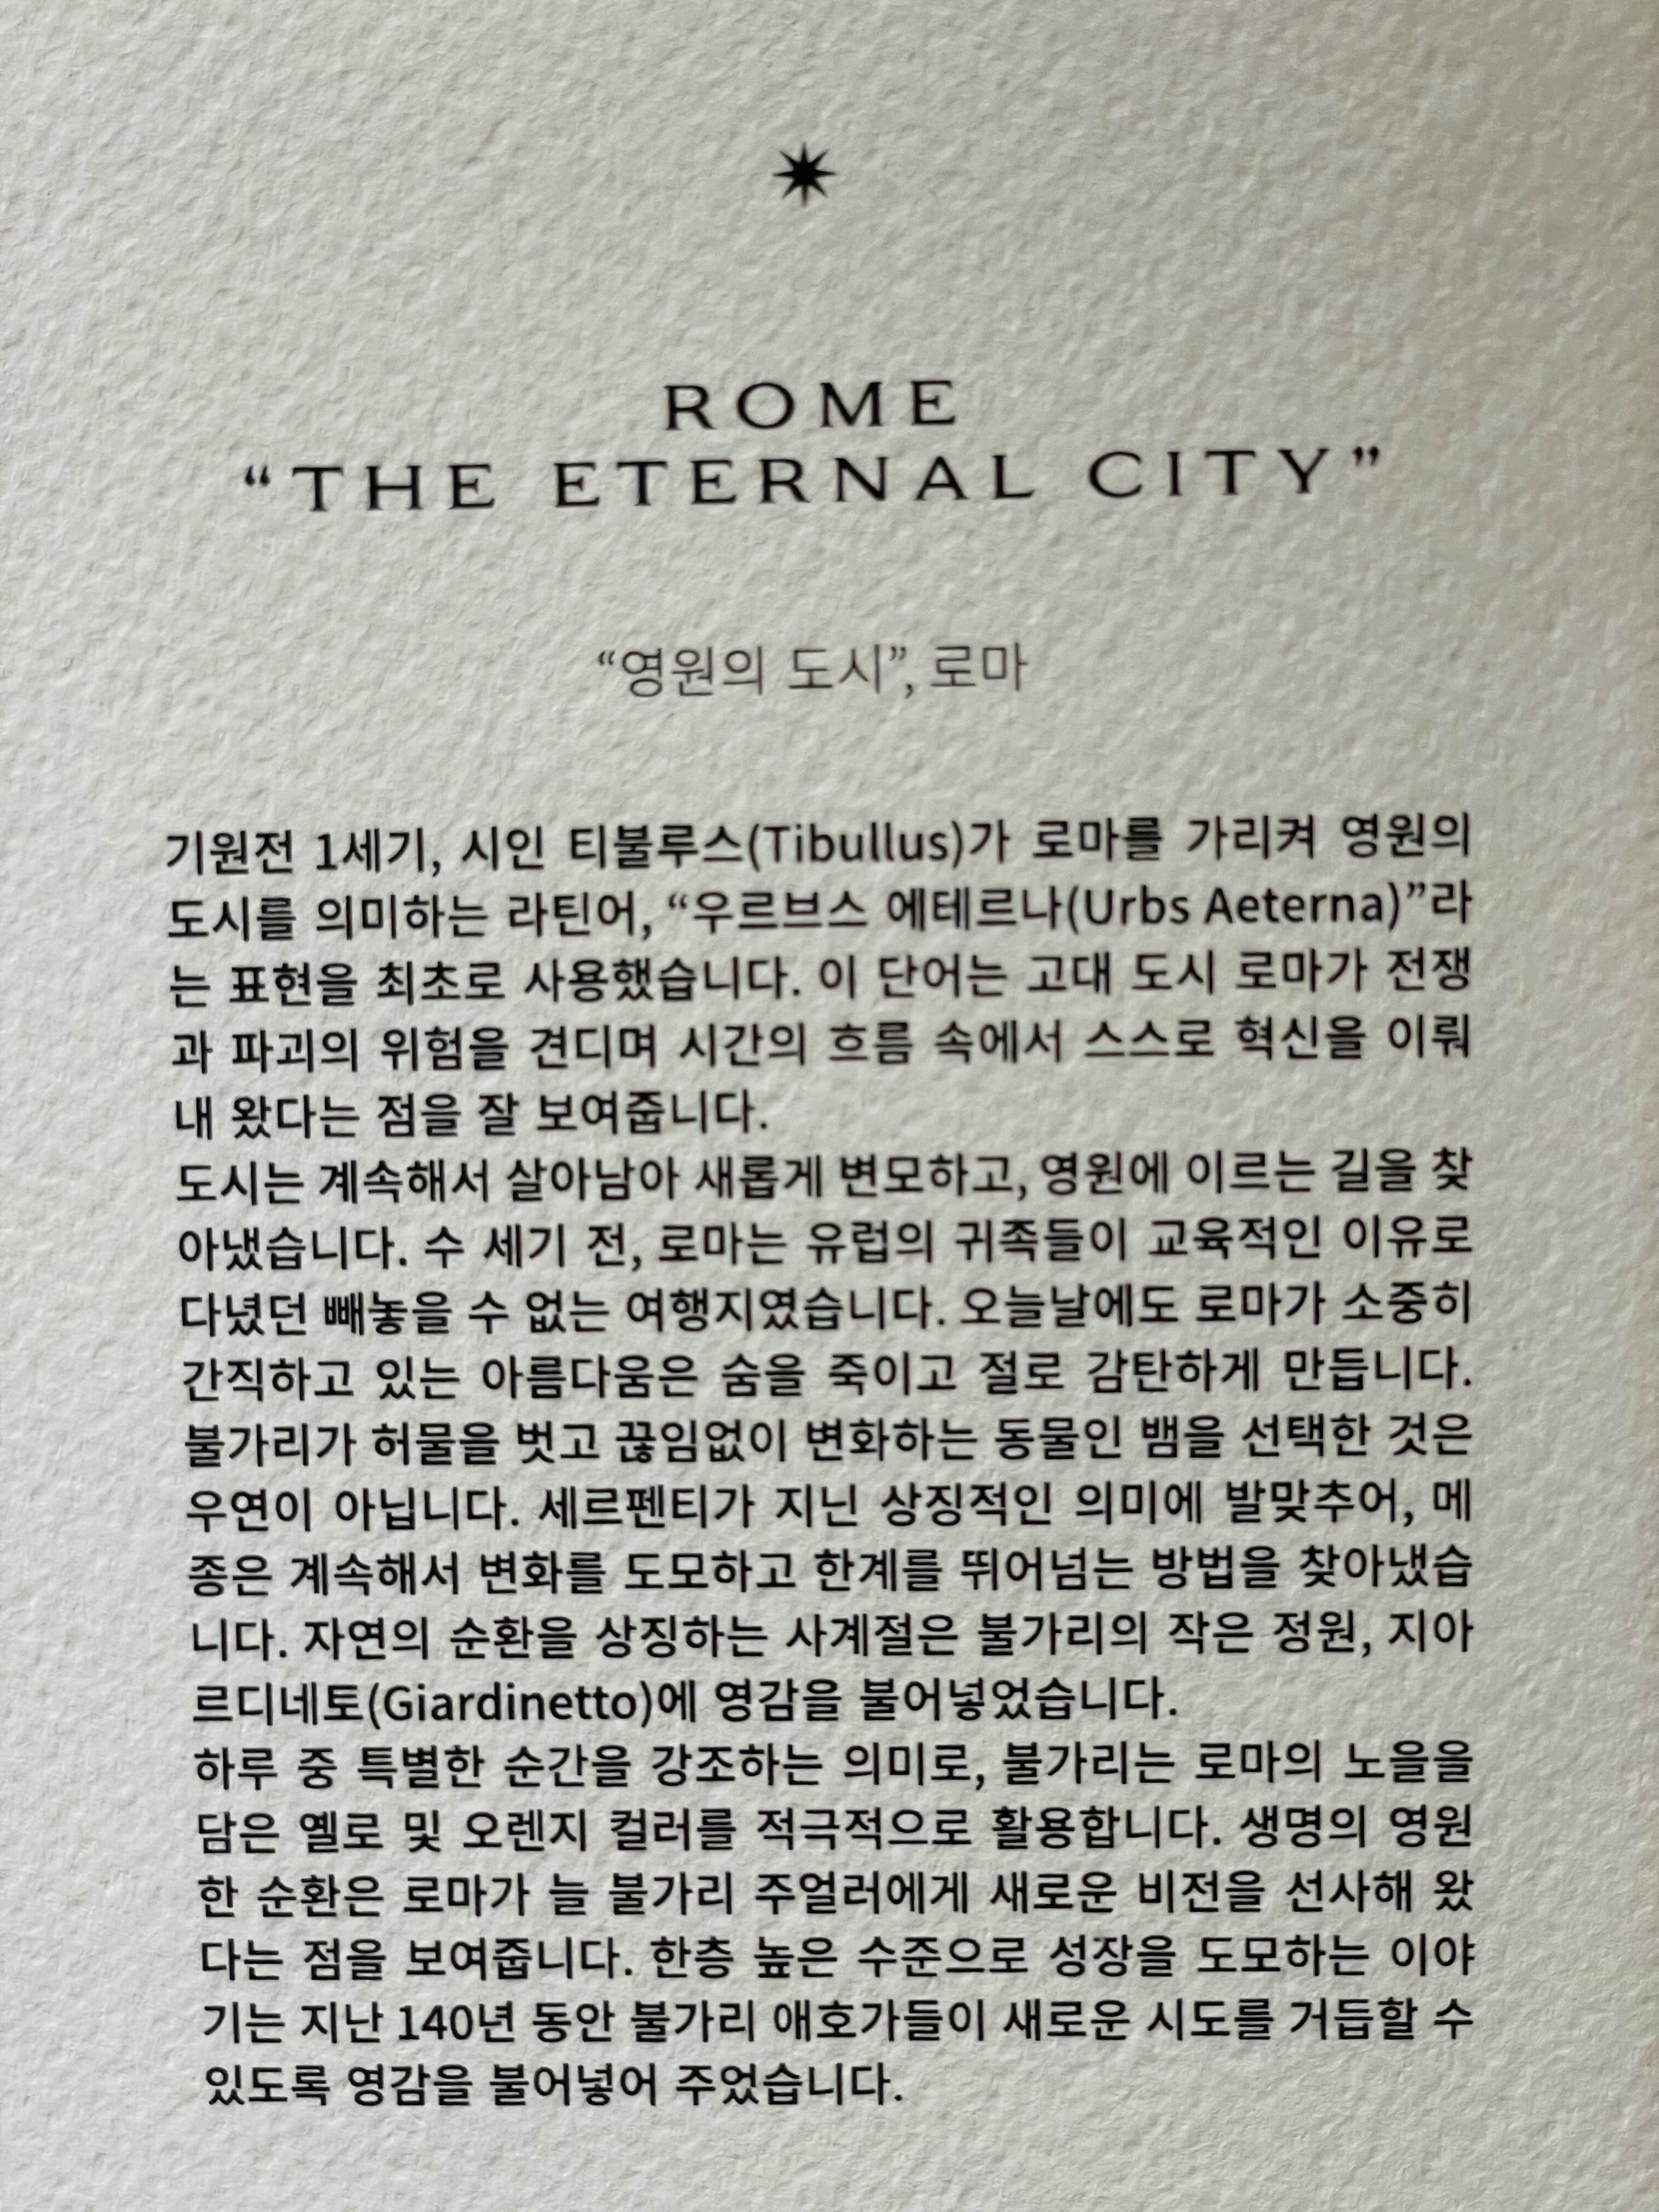 ROME
“THE ETERNAL CITY”
“영원의 도시”, 로마
기원전 1세기, 시인 티불루스(Tibullus)가 로마를 가리켜 영원의
도시를 의미하는 라틴어, “우르브스 에테르나(Urbs Aeterna)”라
는 표현을 최초로 사용했습니다. 이 단어는 고대 도시 로마가 전쟁
과 파괴의 위험을 견디며 시간의 흐름 속에서 스스로 혁신을 이뤄
내 왔다는 점을 잘 보여줍니다.
도시는 계속해서 살아남아 새롭게 변모하고, 영원에 이르는 길을 찾
아냈습니다. 수 세기 전, 로마는 유럽의 귀족들이 교육적인 이유로
다녔던 빼놓을 수 없는 여행지였습니다. 오늘날에도 로마가 소중히
간직하고 있는 아름다움은 숨을 죽이고 절로 감탄하게 만듭니다.
불가리가 허물을 벗고 끊임없이 변화하는 동물인 뱀을 선택한 것은
우연이 아닙니다. 세르펜티가 지닌 상징적인 의미에 발맞추어, 메
종은 계속해서 변화를 도모하고 한계를 뛰어넘는 방법을 찾아냈습
니다. 자연의 순환을 상징하는 사계절은 불가리의 작은 정원, 지아
르디네토(Giardinetto)에 영감을 불어넣었습니다.
하루 중 특별한 순간을 강조하는 의미로, 불가리는 로마의 노을을
담은 옐로 및 오렌지 컬러를 적극적으로 활용합니다. 생명의 영원
한 순환은 로마가 늘 불가리 주얼러에게 새로운 비전을 선사해 왔
다는 점을 보여줍니다. 한층 높은 수준으로 성장을 도모하는 이야
기는 지난 140년 동안 불가리 애호가들이 새로운 시도를 거듭할 수
있도록 영감을 불어넣어 주었습니다.